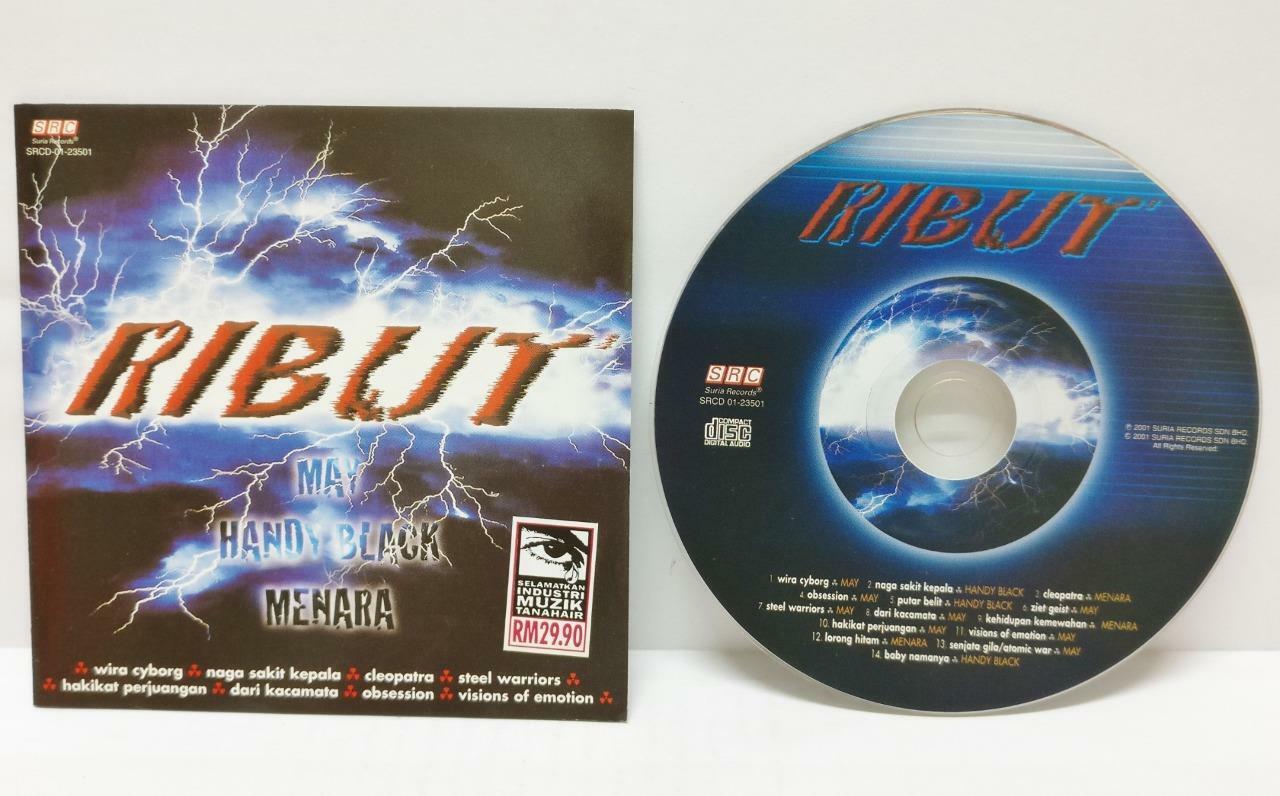 SRC
Suria Records®
SRCD-01-23501
RIBUT'
MAY
HANDY BLACK
MENARA
SELAMATKAN
INDUSTRI
MUZIK
TANAHAIR
RM29.90
wira cyborg naga sakit kepala cleopatra steel warriors
hakikat perjuangan dari kacamata obsession visions of emotion
RIBUT'
SRC
Suria Records®
SRCD 01-23501
COMPACT
disc
DIGITAL AUDIO
℗ 2001 SURIA RECORDS SDN BHD.
© 2001 SURIA RECORDS SDN BHD.
All Rights Reserved.
1. wira cyborg MAY 2. naga sakit kepala HANDY BLACK 3. cleopatra MENARA
4. obsession MAY 5. putar belit HANDY BLACK 6. ziet geist MAY
7. steel warriors MAY 8. dari kacamata MAY 9. kehidupan kemewahan MENARA
10. hakikat perjuangan MAY 11. visions of emotion MAY
12. lorong hitam MENARA 13. senjata gila/atomic war MAY
14. baby namanya HANDY BLACK